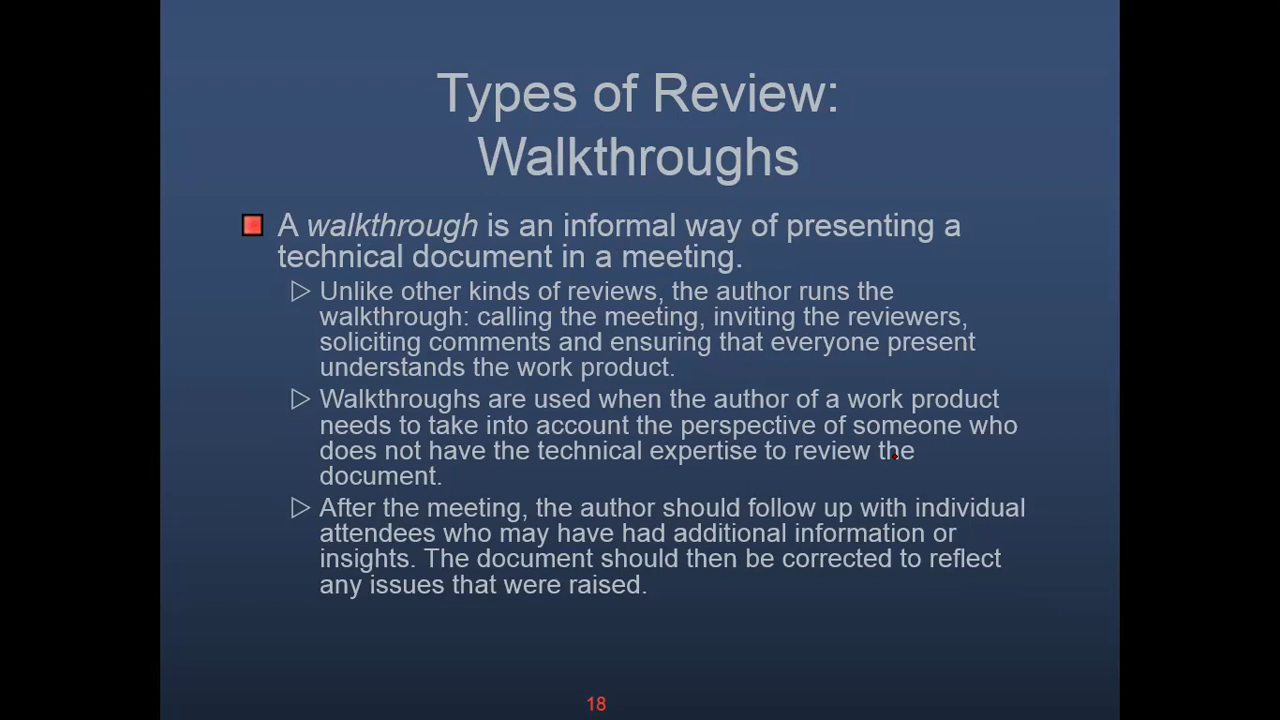 Types of Review:
Walkthroughs
A walkthrough is an informal way of presenting a
technical document in a meeting.
Unlike other kinds of reviews, the author runs the
walkthrough: calling the meeting, inviting the reviewers,
soliciting comments and ensuring that everyone present
understands the work product.
Walkthroughs are used when the author of a work product
needs to take into account the perspective of someone who
does not have the technical expertise to review the
document.
After the meeting, the author should follow up with individual
attendees who may have had additional information or
insights. The document should then be corrected to reflect
any issues that were raised.
18